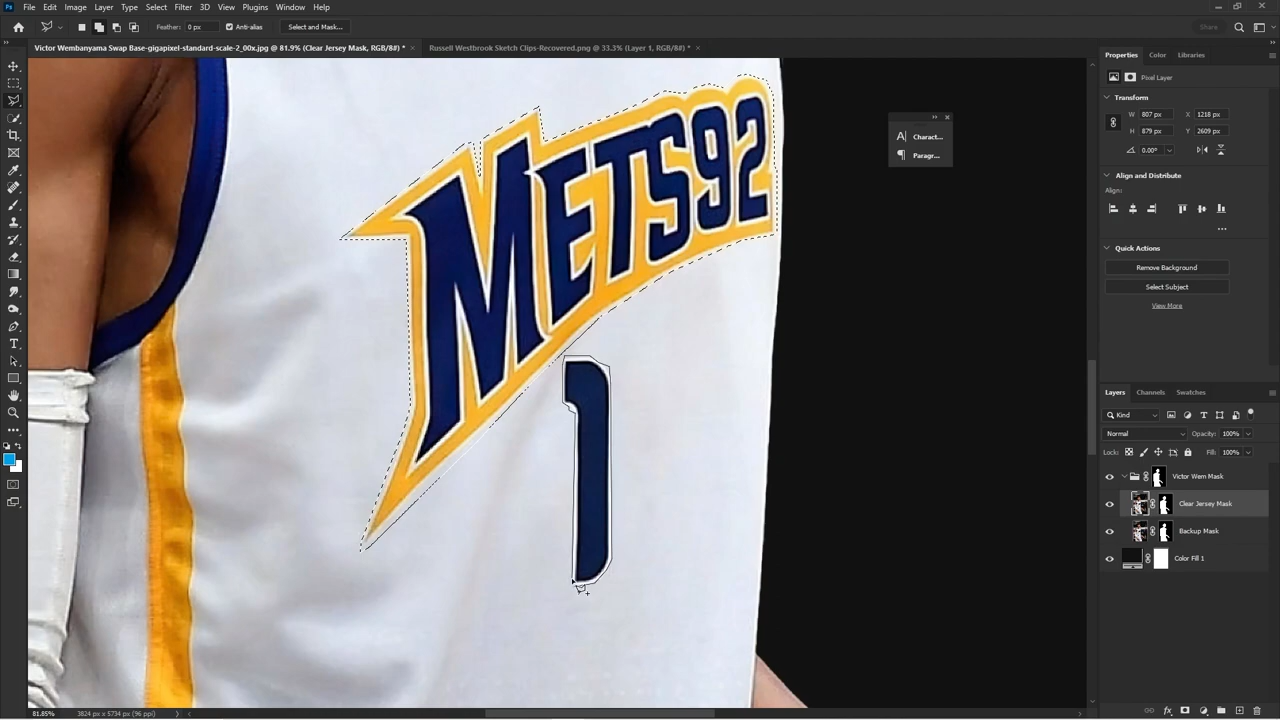 Ps File Edit Image Layer Type Select Filter 3D View Plugins Window Help
Feather: 0 px Anti-alias Select and Mask... Share
Victor Wembanyama Swap Base-gigapixel-standard-scale-2_00x.jpg @ 81.9% (Clear Jersey Mask, RGB/8#) * × Russell Westbrook Sketch Clips-Recovered.png @ 33.3% (Layer 1, RGB/8#) * ×
METS92
1
A| Charact...
¶ Paragr...
Properties Color Libraries
Pixel Layer
Transform
W 807 px X 1218 px
H 879 px Y 2609 px
0.00°
Align and Distribute
Align:
...
Quick Actions
Remove Background
Select Subject
View More
Layers Channels Swatches
Kind
Normal Opacity: 100%
Lock: Fill: 100%
Victor Wem Mask
Clear Jersey Mask
Backup Mask
Color Fill 1
fx
81.85% 3824 px x 5734 px (96 ppi)